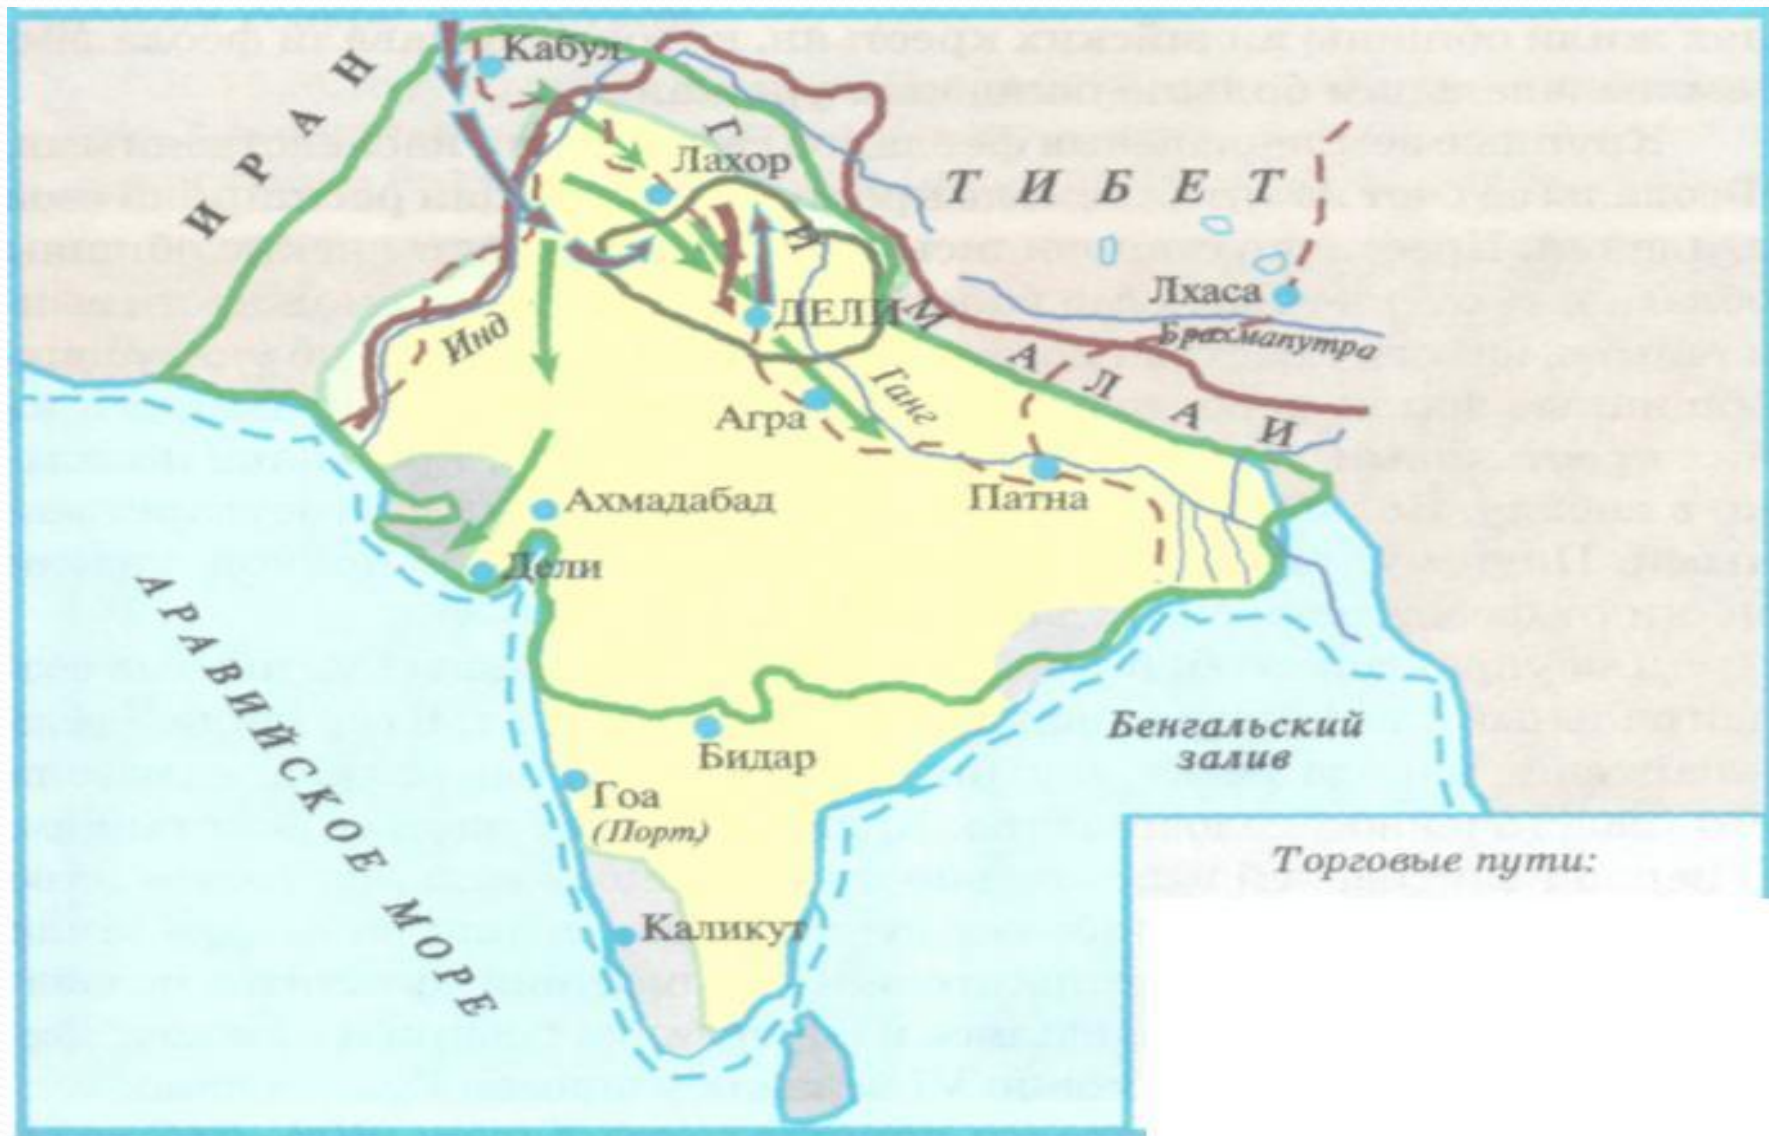 Кабул
ИРАН
Лахор
ТИБЕТ
ГИМАЛАИ
Лхаса
Брахмапутра
ДЕЛИ
Инд
Ганг
Агра
Патна
Ахмадабад
Дели
АРАВИЙСКОЕ МОРЕ
Бенгальский
залив
Бидар
Гоа
(Порт)
Каликут
Торговые пути: